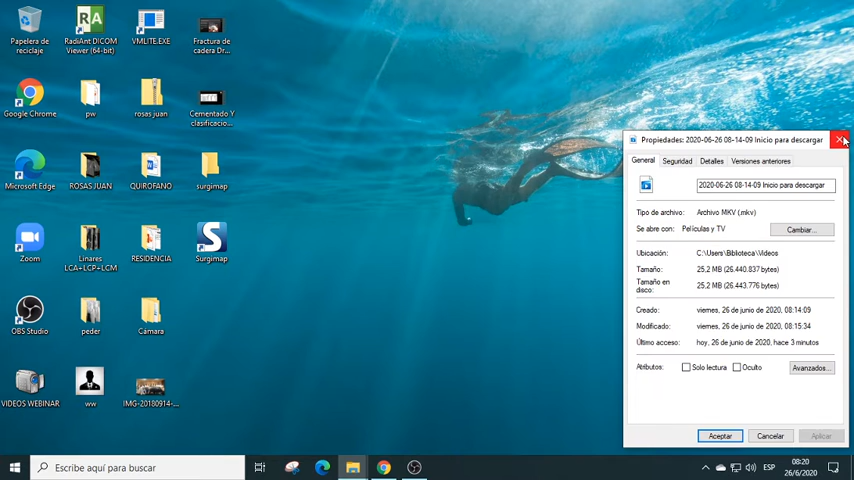 Papelera de
reciclaje
RadiAnt DICOM
Viewer (64-bit)
VMLITE.EXE
Fractura de
cadera Dr...
Google Chrome
pw
rosas juan
Cementado Y
clasificacio...
Microsoft Edge
ROSAS JUAN
QUIROFANO
surgimap
Zoom
Linares
LCA+LCP+LCM
RESIDENCIA
Surgimap
OBS Studio
peder
Cámara
VIDEOS WEBINAR
ww
IMG-20180914-...
Propiedades: 2020-06-26 08-14-09 Inicio para descargar
General
Seguridad
Detalles
Versiones anteriores
2020-06-26 08-14-09 Inicio para descargar
Tipo de archivo: Archivo MKV (.mkv)
Se abre con: Películas y TV Cambiar...
Ubicación: C:\Users\Biblioteca\Videos
Tamaño: 25,2 MB (26.440.837 bytes)
Tamaño en
disco: 25,2 MB (26.443.776 bytes)
Creado: viernes, 26 de junio de 2020, 08:14:09
Modificado: viernes, 26 de junio de 2020, 08:15:34
Último acceso: hoy, 26 de junio de 2020, hace 3 minutos
Atributos: Solo lectura Oculto Avanzados...
Aceptar Cancelar Aplicar
Escribe aquí para buscar
ESP
08:20
26/6/2020